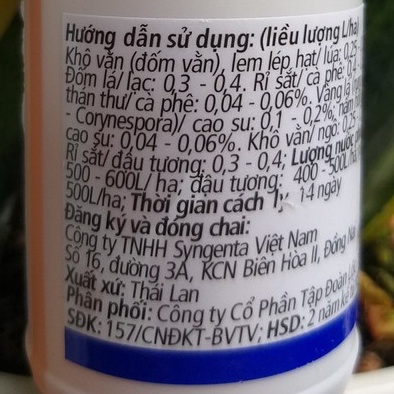 Hướng dẫn sử dụng: (liều lượng L/ha)
Khô vằn (đốm vằn), lem lép hạt/ lúa: 0,25 -
Đốm lá/ lạc: 0,3 - 0,4. Rỉ sắt/ cà phê: 0,4
thán thư/ cà phê: 0,04 - 0,06%. Vàng lá
- Corynespora)/ cao su: 0,1 - 0,2%, nấm
cao su: 0,04 - 0,06%. Khô vằn/ ngô: 0,25
Rỉ sắt/ đậu tương: 0,3 - 0,4; Lượng nước
500 - 600L/ ha; đậu tương: 400 - 500L/
500L/ha; Thời gian cách 14 ngày
Đăng ký và đóng chai:
Công ty TNHH Syngenta Việt Nam
Số 16, đường 3A, KCN Biên Hòa II, Đồng
Xuất xứ: Thái Lan
Phân phối: Công ty Cổ Phần Tập Đoàn
SĐK: 157/CNĐKT-BVTV; HSD: 2 năm kể